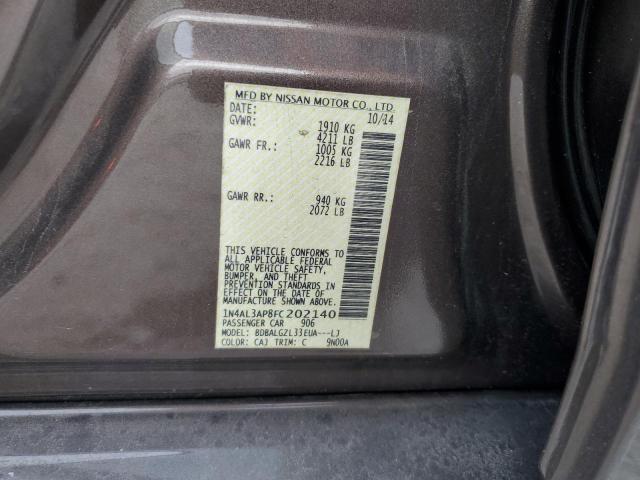 MFD BY NISSAN MOTOR CO., LTD.
DATE: 10/14
GVWR: 1910 KG
4211 LB
GAWR FR.: 1005 KG
2216 LB
GAWR RR.: 940 KG
2072 LB
THIS VEHICLE CONFORMS TO
ALL APPLICABLE FEDERAL
MOTOR VEHICLE SAFETY,
BUMPER, AND THEFT
PREVENTION STANDARDS IN
EFFECT ON THE DATE OF
MANUFACTURE SHOWN ABOVE.
1N4AL3AP8FC202140
PASSENGER CAR 906
MODEL: BDBALGZL33EUA---LJ
COLOR: CAJ TRIM: C 9N00A